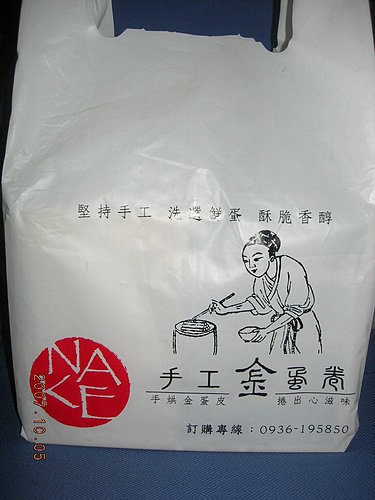 堅持手工 洗選鮮蛋 酥脆香醇
NA
KE
手工金蛋卷
手烘金蛋皮 捲出心滋味
訂購專線：0936-195850
2007.10.05